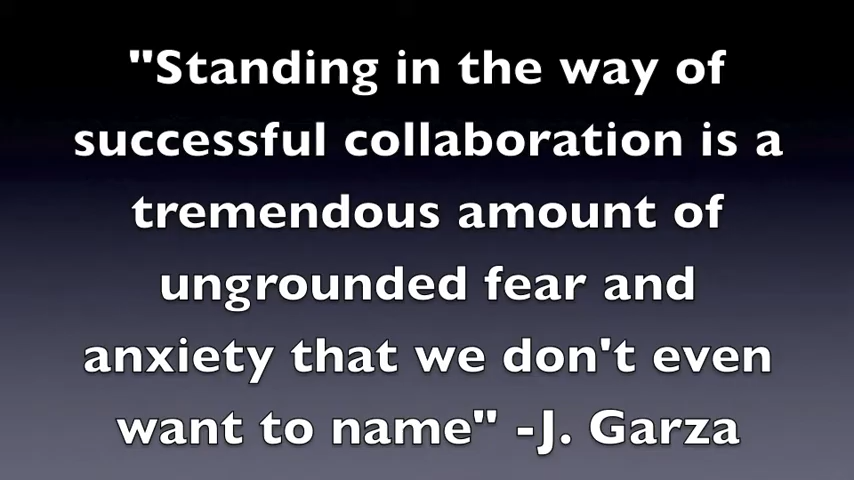 "Standing in the way of
successful collaboration is a
tremendous amount of
ungrounded fear and
anxiety that we don't even
want to name" -J. Garza